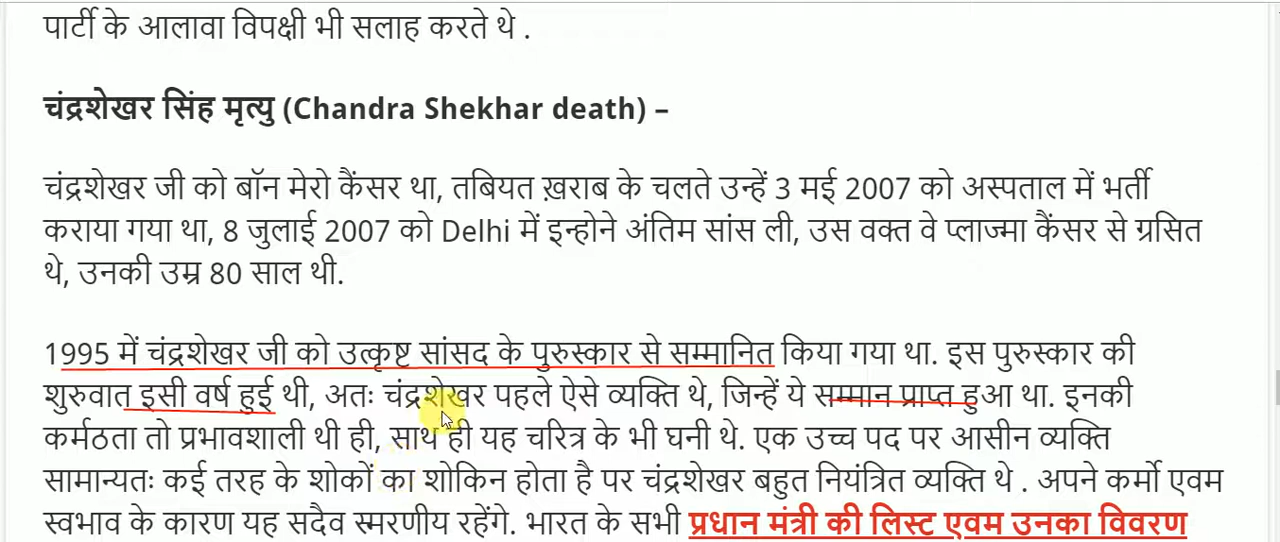 पार्टी के आलावा विपक्षी भी सलाह करते थे .
चंद्रशेखर सिंह मृत्यु (Chandra Shekhar death) –
चंद्रशेखर जी को बॉन मेरो कैंसर था, तबियत ख़राब के चलते उन्हें 3 मई 2007 को अस्पताल में भर्ती
कराया गया था, 8 जुलाई 2007 को Delhi में इन्होने अंतिम सांस ली, उस वक्त वे प्लाज्मा कैंसर से ग्रसित
थे, उनकी उम्र 80 साल थी.
1995 में चंद्रशेखर जी को उत्कृष्ट सांसद के पुरुस्कार से सम्मानित किया गया था. इस पुरुस्कार की
शुरुवात इसी वर्ष हुई थी, अतः चंद्रशेखर पहले ऐसे व्यक्ति थे, जिन्हें ये सम्मान प्राप्त हुआ था. इनकी
कर्मठता तो प्रभावशाली थी ही, साथ ही यह चरित्र के भी घनी थे. एक उच्च पद पर आसीन व्यक्ति
सामान्यतः कई तरह के शोकों का शोकिन होता है पर चंद्रशेखर बहुत नियंत्रित व्यक्ति थे . अपने कर्मो एवम
स्वभाव के कारण यह सदैव स्मरणीय रहेंगे. भारत के सभी प्रधान मंत्री की लिस्ट एवम उनका विवरण